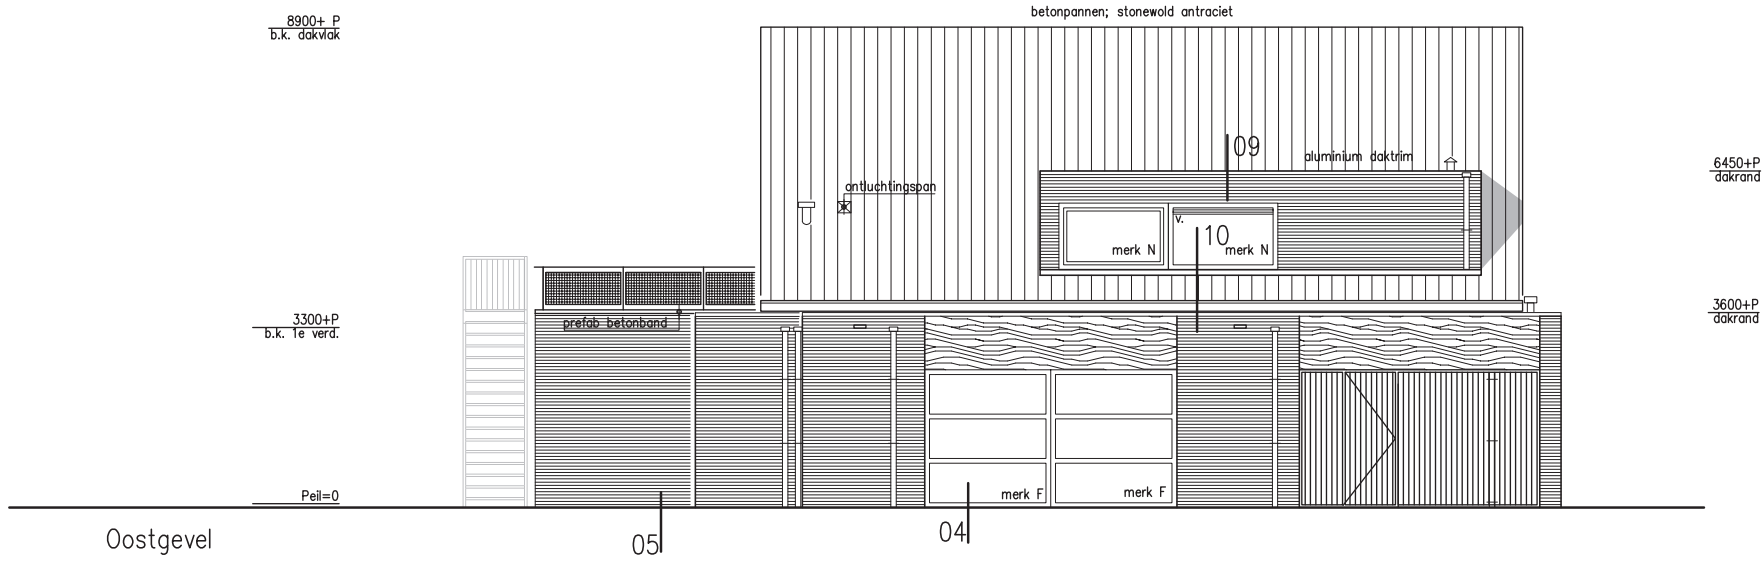 betonpannen; stonewold antraciet
8900+ P
b.k. dakvlak
09
aluminium daktrim
6450+P
dakrand
ontluchtingspan
v.
10
merk N
merk N
3600+P
dakrand
3300+P
b.k. 1e verd.
prefab betonband
Peil=0
merk F
merk F
Oostgevel
05
04